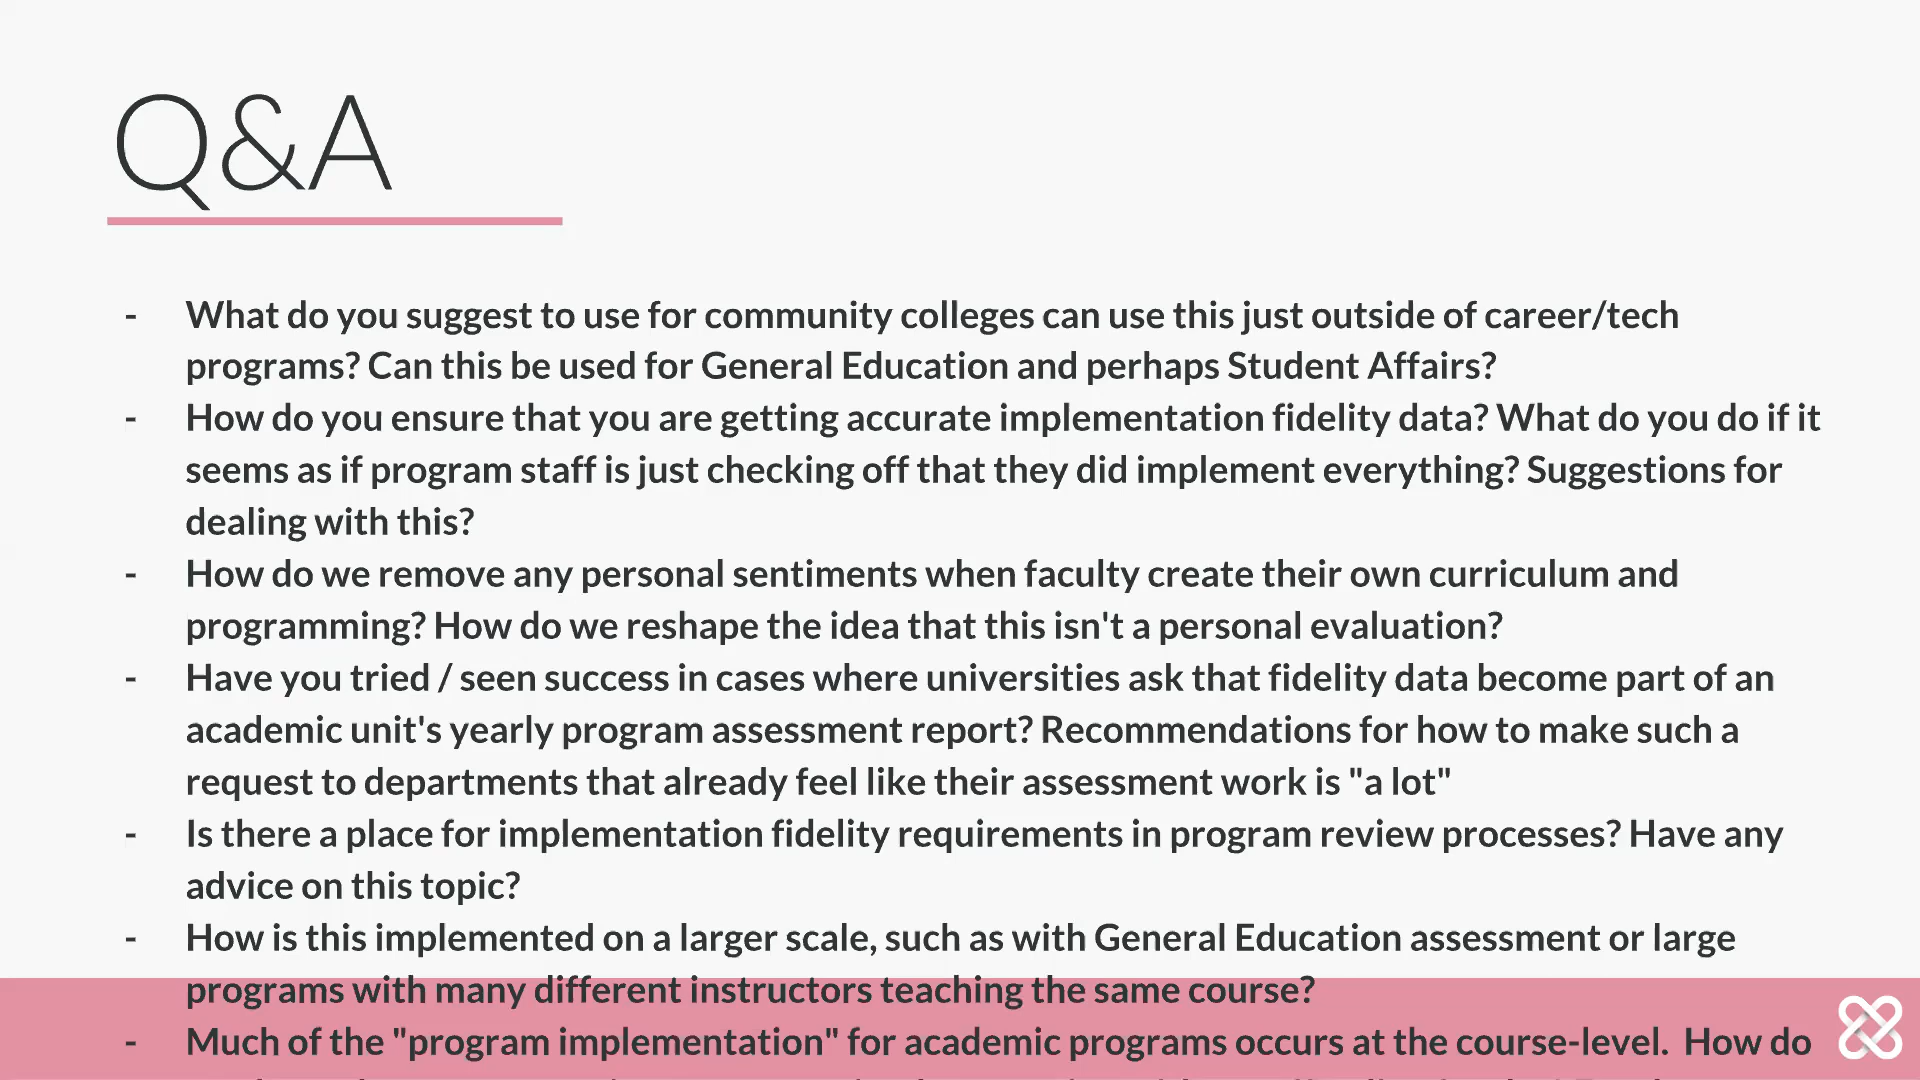 Q&A
- What do you suggest to use for community colleges can use this just outside of career/tech
programs? Can this be used for General Education and perhaps Student Affairs?
- How do you ensure that you are getting accurate implementation fidelity data? What do you do if it
seems as if program staff is just checking off that they did implement everything? Suggestions for
dealing with this?
- How do we remove any personal sentiments when faculty create their own curriculum and
programming? How do we reshape the idea that this isn't a personal evaluation?
- Have you tried / seen success in cases where universities ask that fidelity data become part of an
academic unit's yearly program assessment report? Recommendations for how to make such a
request to departments that already feel like their assessment work is "a lot"
- Is there a place for implementation fidelity requirements in program review processes? Have any
advice on this topic?
- How is this implemented on a larger scale, such as with General Education assessment or large
programs with many different instructors teaching the same course?
- Much of the "program implementation" for academic programs occurs at the course-level. How do